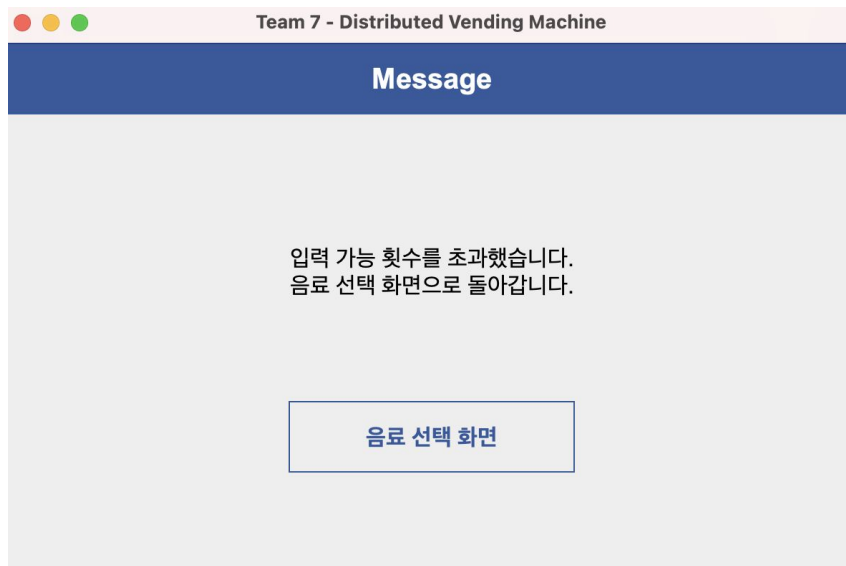 Team 7 - Distributed Vending Machine
Message
입력 가능 횟수를 초과했습니다.
음료 선택 화면으로 돌아갑니다.
음료 선택 화면